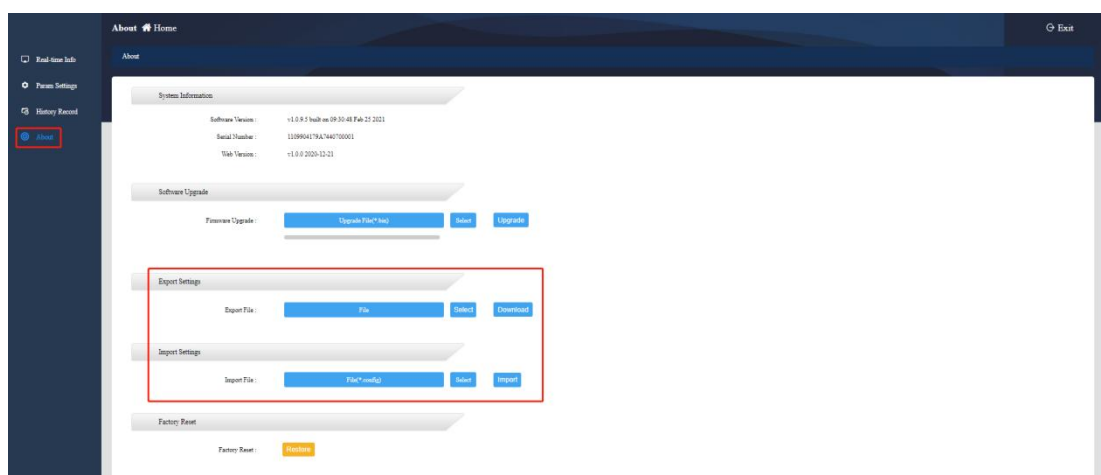 About Home
Exit
Real-time Info
Param Settings
History Record
About
About
System Information
Software Version : v1.0.9.5 built on 09:30:48 Feb 25 2021
Serial Number : 1109904179A7440700001
Web Version : v1.0.0 2020-12-21
Software Upgrade
Firmware Upgrade : Upgrade File(*.bin) Select Upgrade
Export Settings
Export File : File Select Download
Import Settings
Import File : File(*.config) Select Import
Factory Reset
Factory Reset : Restore